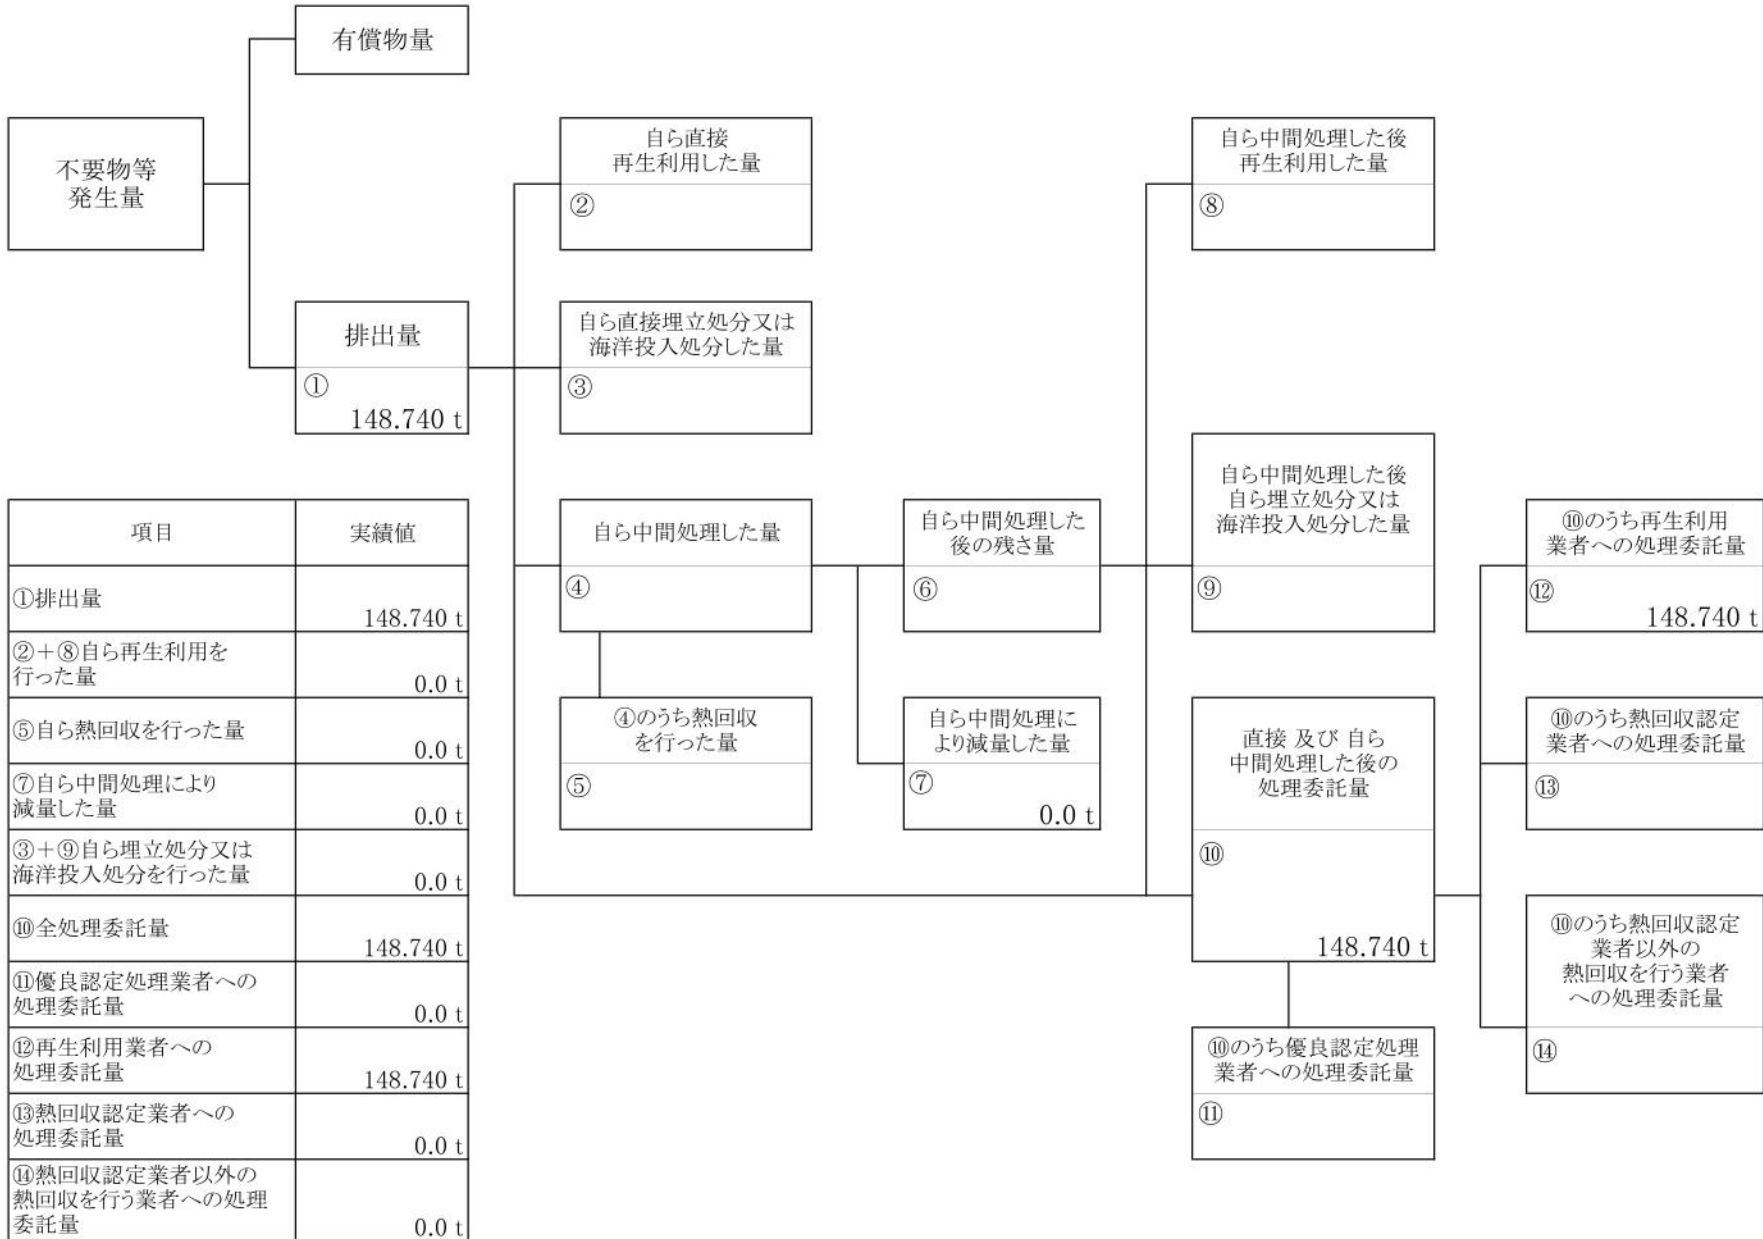 有償物量
不要物等
発生量
排出量
①
148.740 t
自ら直接
再生利用した量
②
自ら直接埋立処分又は
海洋投入処分した量
③
自ら中間処理した量
④
④のうち熱回収
を行った量
⑤
自ら中間処理した
後の残さ量
⑥
自ら中間処理に
より減量した量
⑦
0.0 t
自ら中間処理した後
再生利用した量
⑧
自ら中間処理した後
自ら埋立処分又は
海洋投入処分した量
⑨
直接 及び 自ら
中間処理した後の
処理委託量
⑩
148.740 t
⑩のうち優良認定処理
業者への処理委託量
⑪
⑩のうち再生利用
業者への処理委託量
⑫
148.740 t
⑩のうち熱回収認定
業者への処理委託量
⑬
⑩のうち熱回収認定
業者以外の
熱回収を行う業者
への処理委託量
⑭
項目 実績値
①排出量
148.740 t
②＋⑧自ら再生利用を
行った量
0.0 t
⑤自ら熱回収を行った量
0.0 t
⑦自ら中間処理により
減量した量
0.0 t
③＋⑨自ら埋立処分又は
海洋投入処分を行った量
0.0 t
⑩全処理委託量
148.740 t
⑪優良認定処理業者への
処理委託量
0.0 t
⑫再生利用業者への
処理委託量
148.740 t
⑬熱回収認定業者への
処理委託量
0.0 t
⑭熱回収認定業者以外の
熱回収を行う業者への処理
委託量
0.0 t